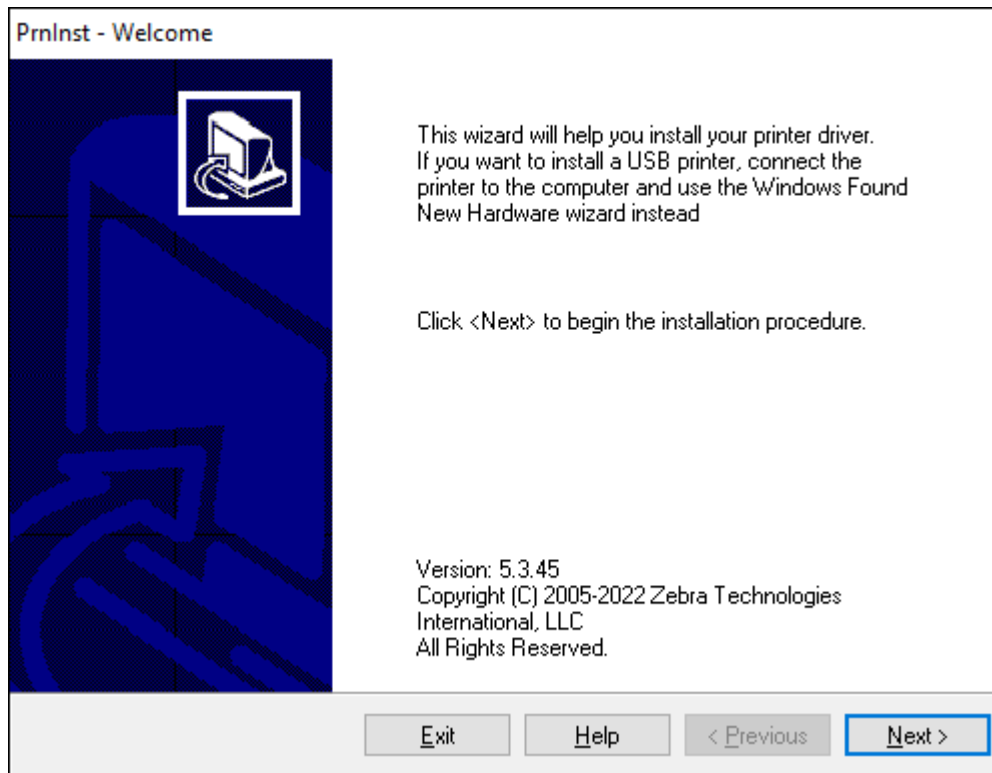 PrnInst - Welcome
This wizard will help you install your printer driver.
If you want to install a USB printer, connect the
printer to the computer and use the Windows Found
New Hardware wizard instead
Click <Next> to begin the installation procedure.
Version: 5.3.45
Copyright (C) 2005-2022 Zebra Technologies
International, LLC
All Rights Reserved.
Exit
Help
< Previous
Next >